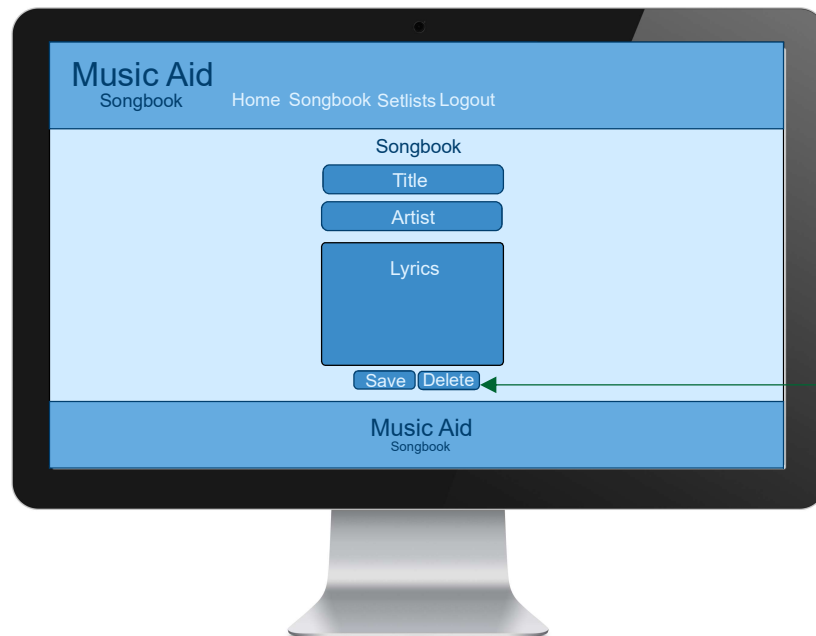 Music Aid
Songbook
Home Songbook Setlists Logout
Songbook
Title
Artist
Lyrics
Save Delete
Music Aid
Songbook